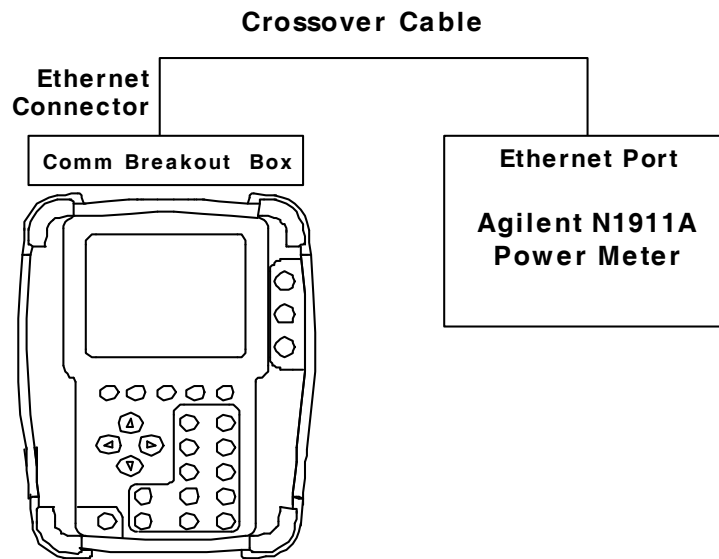 Crossover Cable
Ethernet
Connector
Comm Breakout Box
Ethernet Port
Agilent N1911A
Power Meter